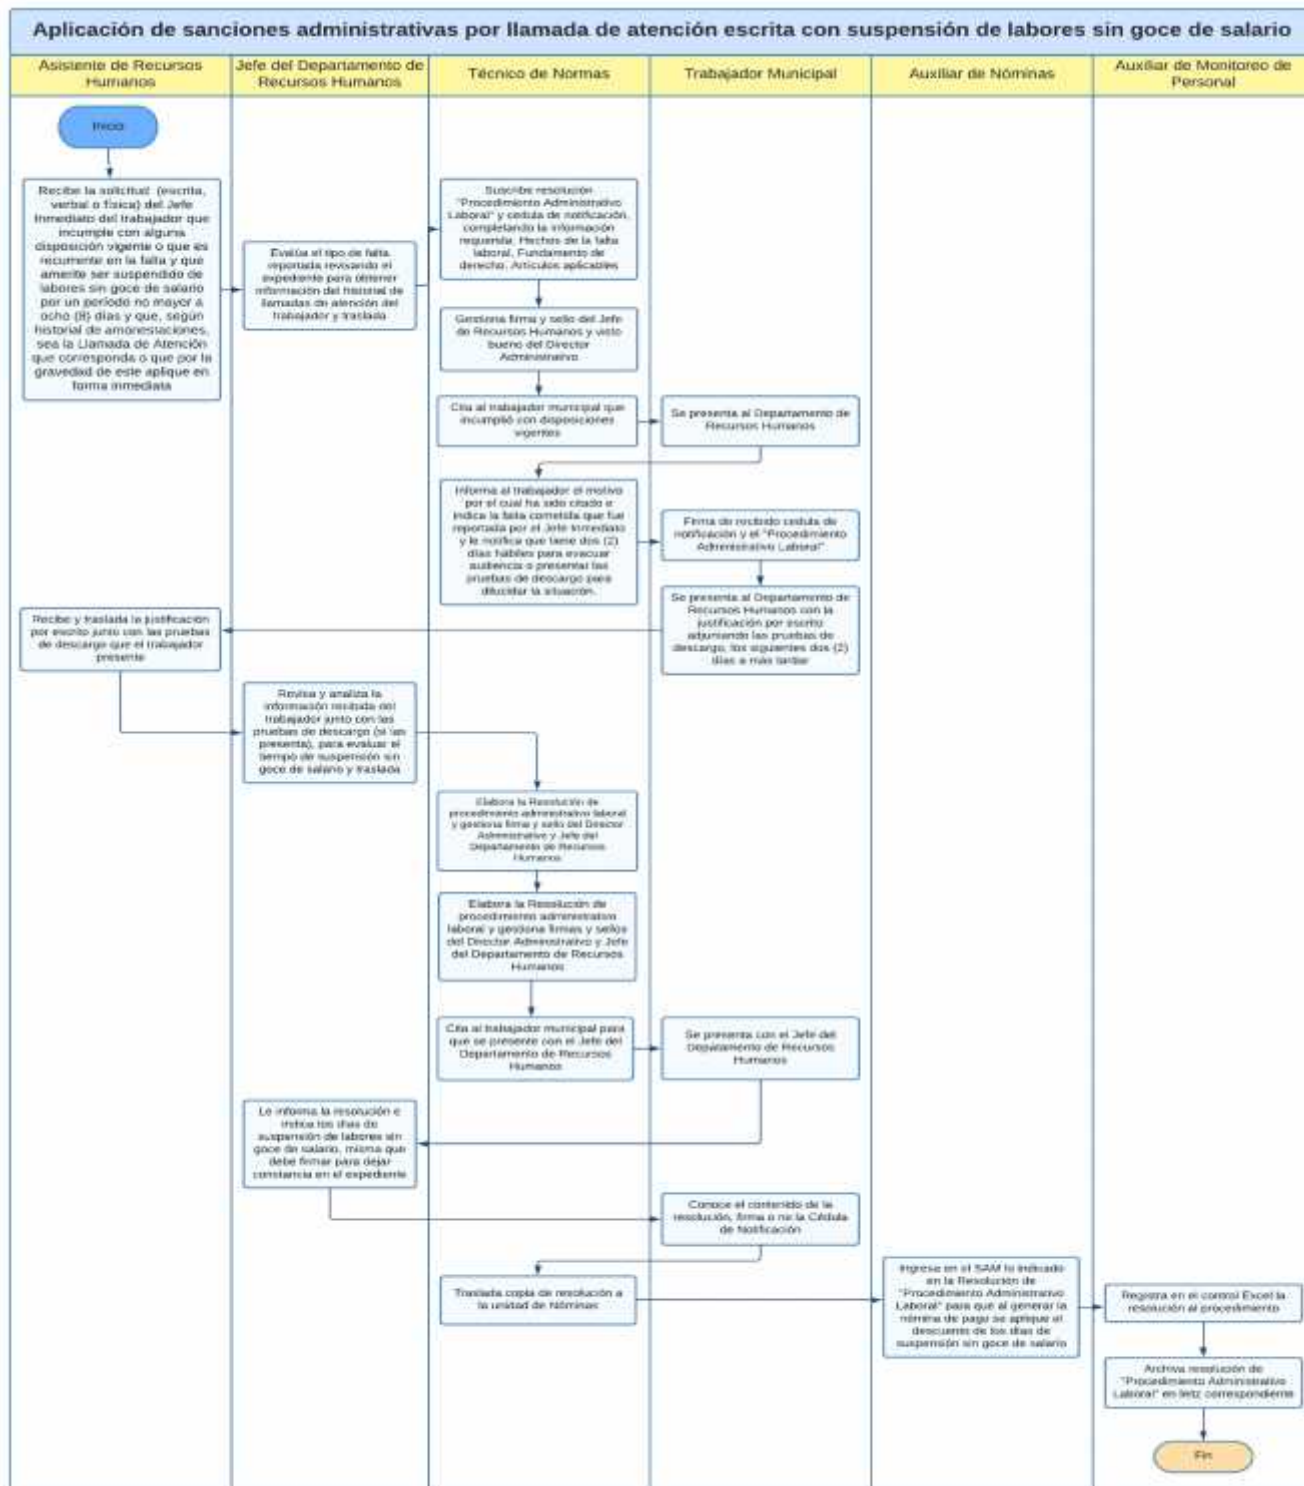 Aplicación de sanciones administrativas por llamada de atención escrita con suspensión de labores sin goce de salario
Asistente de Recursos
Humanos
Jefe del Departamento de
Recursos Humanos
Técnico de Normas
Trabajador Municipal
Auxiliar de Nóminas
Auxiliar de Monitoreo de
Personal
Inicio
Recibe la solicitud (escrita,
verbal o física) del Jefe
Inmediato del trabajador que
incumple con alguna
disposición vigente o que es
recurrente en la falta y que
amerite ser suspendido de
labores sin goce de salario
por un período no mayor a
ocho (8) días y que, según
historial de amonestaciones,
sea la Llamada de Atención
que corresponda o que por la
gravedad de este aplique en
forma inmediata
Evalúa el tipo de falta
reportada revisando el
expediente para obtener
información del historial de
llamadas de atención del
trabajador y traslada
Suscribe resolución
"Procedimiento Administrativo
Laboral" y cedula de notificación,
completando la información
requerida; Hechos de la falta
laboral, Fundamento de
derecho, Artículos aplicables
Gestiona firma y sello del Jefe
de Recursos Humanos y visto
bueno del Director
Administrativo
Cita al trabajador municipal que
incumplió con disposiciones
vigentes
Se presenta al Departamento de
Recursos Humanos
Informa al trabajador el motivo
por el cual ha sido citado e
indica la falta cometida que fue
reportada por el Jefe Inmediato
y le notifica que tiene dos (2)
días hábiles para evacuar
audiencia o presentar las
pruebas de descargo para
dilucidar la situación.
Firma de recibido cedula de
notificación y el "Procedimiento
Administrativo Laboral"
Se presenta al Departamento de
Recursos Humanos con la
justificación por escrito
adjuntando las pruebas de
descargo, los siguientes dos (2)
días a más tardar
Recibe y traslada la justificación
por escrito junto con las pruebas
de descargo que el trabajador
presente
Revisa y analiza la
información recibida del
trabajador junto con las
pruebas de descargo (si las
presenta), para evaluar el
tiempo de suspensión sin
goce de salario y traslada
Elabora la Resolución de
procedimiento administrativo laboral
y gestiona firma y sello del Director
Administrativo y Jefe del
Departamento de Recursos
Humanos
Elabora la Resolución de
procedimiento administrativo
laboral y gestiona firmas y sellos
del Director Administrativo y Jefe
del Departamento de Recursos
Humanos
Cita al trabajador municipal para
que se presente con el Jefe del
Departamento de Recursos
Humanos
Se presenta con el Jefe del
Depatamento de Recursos
Humanos
Le informa la resolución e
indica los días de
suspensión de labores sin
goce de salario, misma que
debe firmar para dejar
constancia en el expediente
Conoce el contenido de la
resolución, firma o no la Cédula
de Notificación
Traslada copia de resolución a
la unidad de Nóminas
Ingresa en el SAM lo indicado
en la Resolución de
"Procedimiento Administrativo
Laboral" para que al generar la
nómina de pago se aplique el
descuento de los días de
suspensión sin goce de salario
Registra en el control Excel la
resolución al procedimiento
Archiva resolución de
"Procedimiento Administrativo
Laboral" en leitz correspondiente
Fin